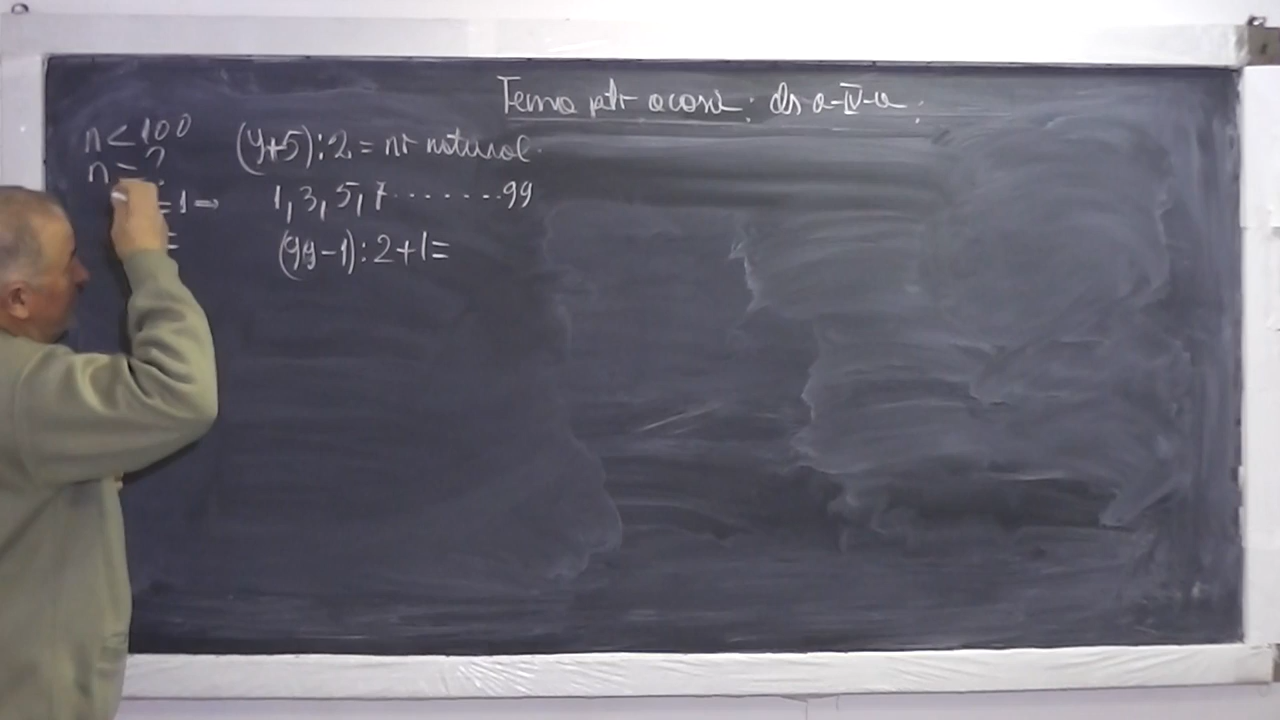 Tema ptr acasă: cls a-IV-a.
n < 100 (y+5):2 = nr natural.
n = ?
=1 ⇒ 1, 3, 5, 7 . . . . . . . 99
= (99-1):2+1=